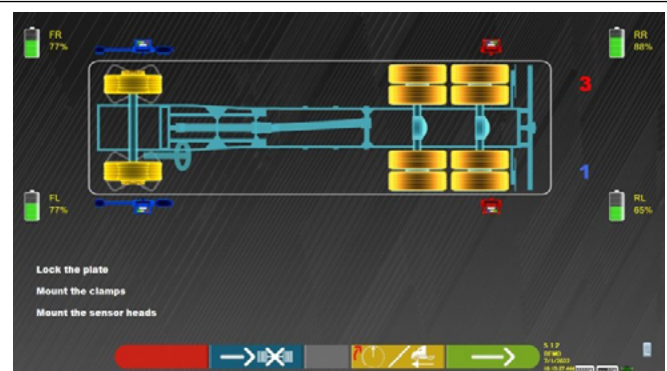 FR
77%
RR
88%
3
1
FL
77%
RL
65%
Lock the plate
Mount the clamps
Mount the sensor heads
DEMO